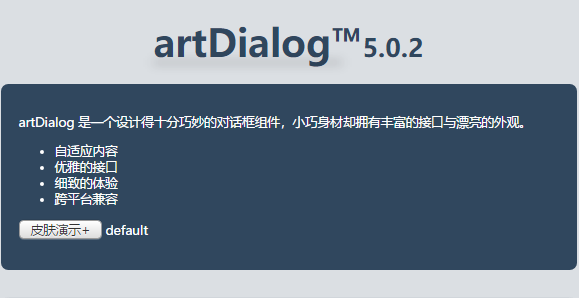 artDialog™5.0.2
artDialog 是一个设计得十分巧妙的对话框组件，小巧身材却拥有丰富的接口与漂亮的外观。
• 自适应内容
• 优雅的接口
• 细致的体验
• 跨平台兼容
皮肤演示+ default